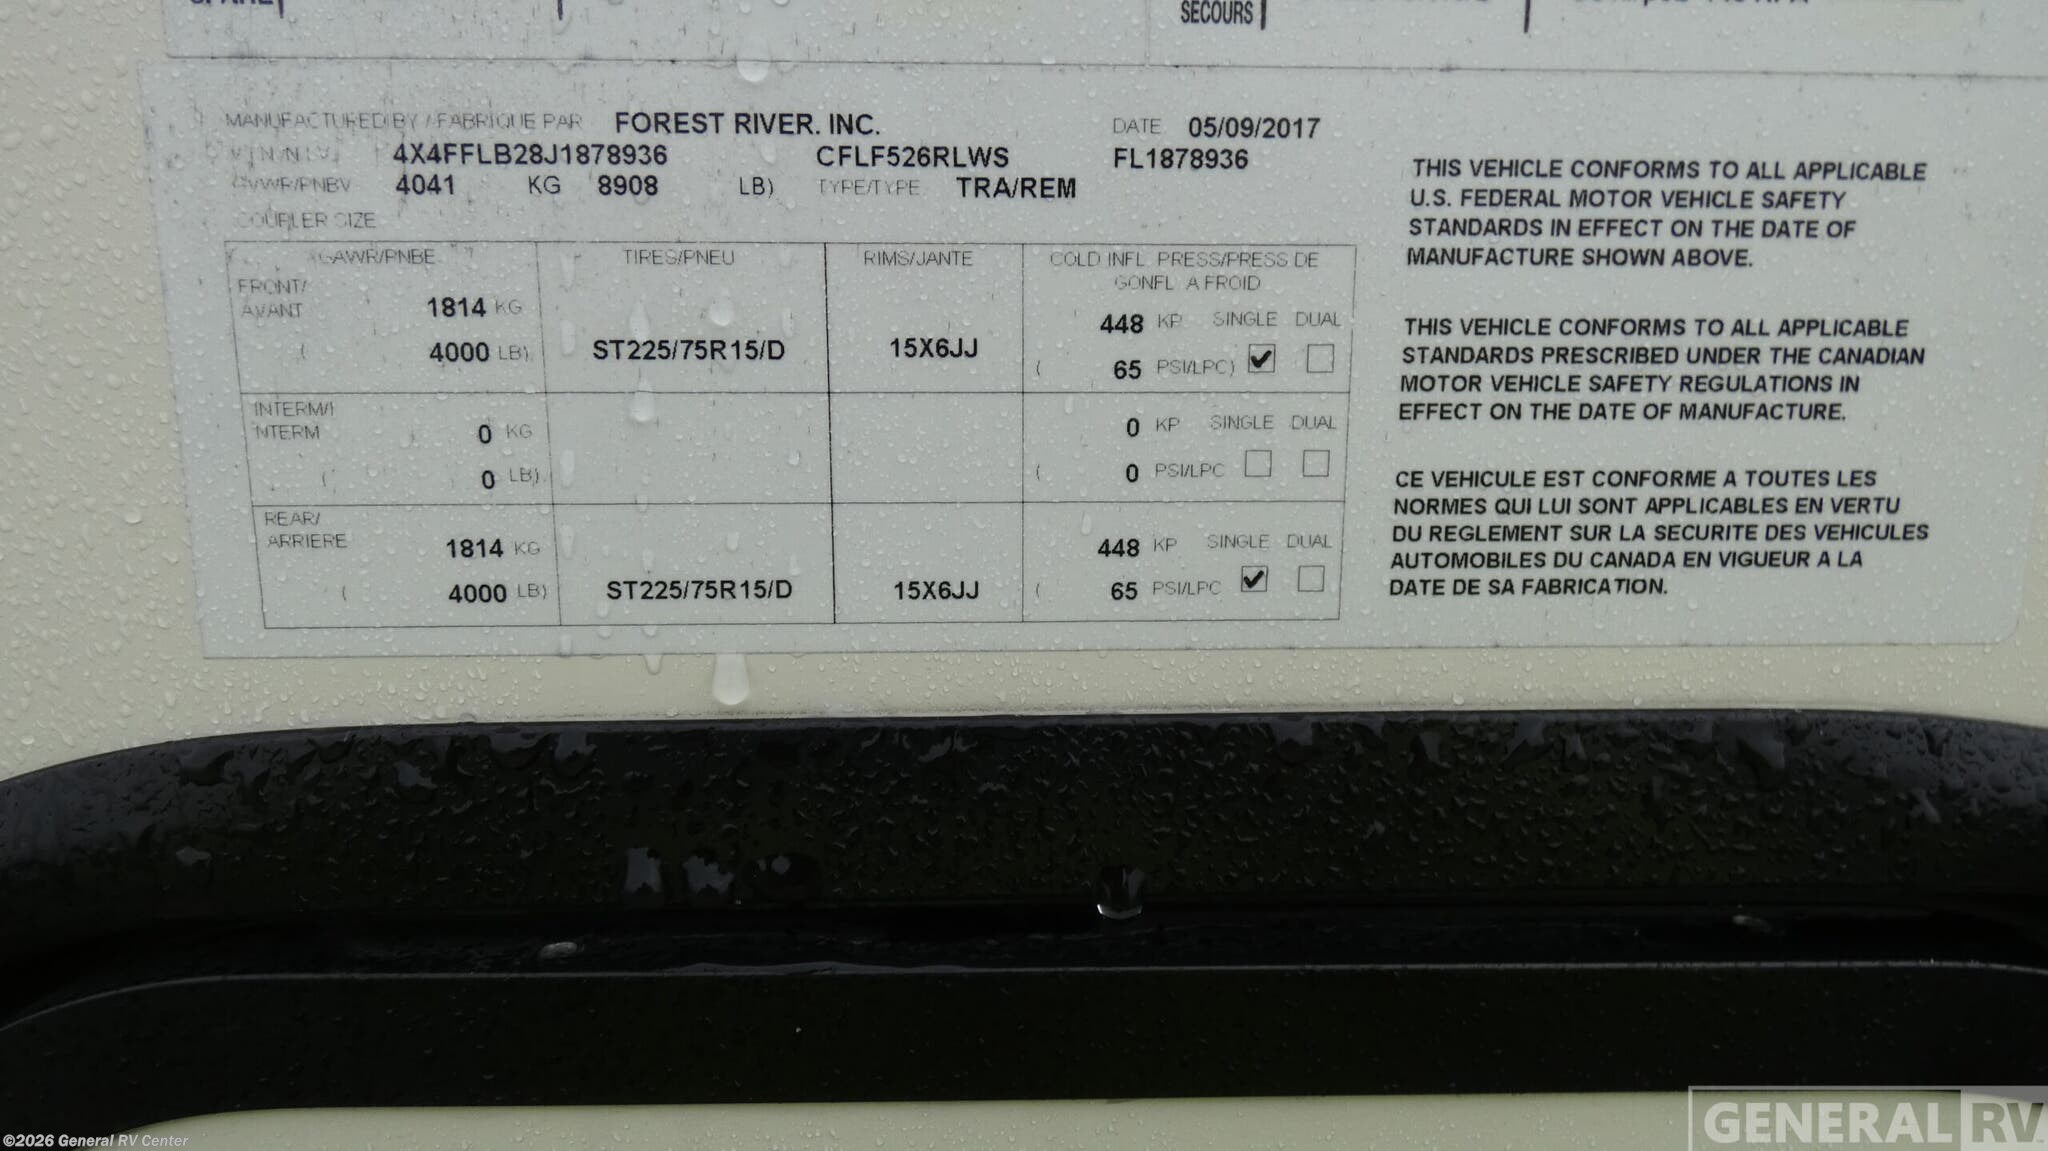 SECOURS
MANUFACTURED BY / FABRIQUE PAR FOREST RIVER. INC. DATE 05/09/2017
V.I.N./N.I.V. 4X4FFLB28J1878936 CFLF526RLWS FL1878936
GVWR/PNBV 4041 KG 8908 LB) TYPE/TYPE TRA/REM
COUPLER SIZE
GAWR/PNBE TIRES/PNEU RIMS/JANTE COLD INFL PRESS/PRESS DE
GONFL A FROID
FRONT/
AVANT 1814 KG 448 KP SINGLE DUAL
( 4000 LB) ST225/75R15/D 15X6JJ ( 65 PSI/LPC) ✔
INTERM/I
NTERM 0 KG 0 KP SINGLE DUAL
( 0 LB) ( 0 PSI/LPC
REAR/
ARRIERE 1814 KG 448 KP SINGLE DUAL
( 4000 LB) ST225/75R15/D 15X6JJ ( 65 PSI/LPC ✔
THIS VEHICLE CONFORMS TO ALL APPLICABLE
U.S. FEDERAL MOTOR VEHICLE SAFETY
STANDARDS IN EFFECT ON THE DATE OF
MANUFACTURE SHOWN ABOVE.
THIS VEHICLE CONFORMS TO ALL APPLICABLE
STANDARDS PRESCRIBED UNDER THE CANADIAN
MOTOR VEHICLE SAFETY REGULATIONS IN
EFFECT ON THE DATE OF MANUFACTURE.
CE VEHICULE EST CONFORME A TOUTES LES
NORMES QUI LUI SONT APPLICABLES EN VERTU
DU REGLEMENT SUR LA SECURITE DES VEHICULES
AUTOMOBILES DU CANADA EN VIGUEUR A LA
DATE DE SA FABRICATION.
©2026 General RV Center
GENERAL RV